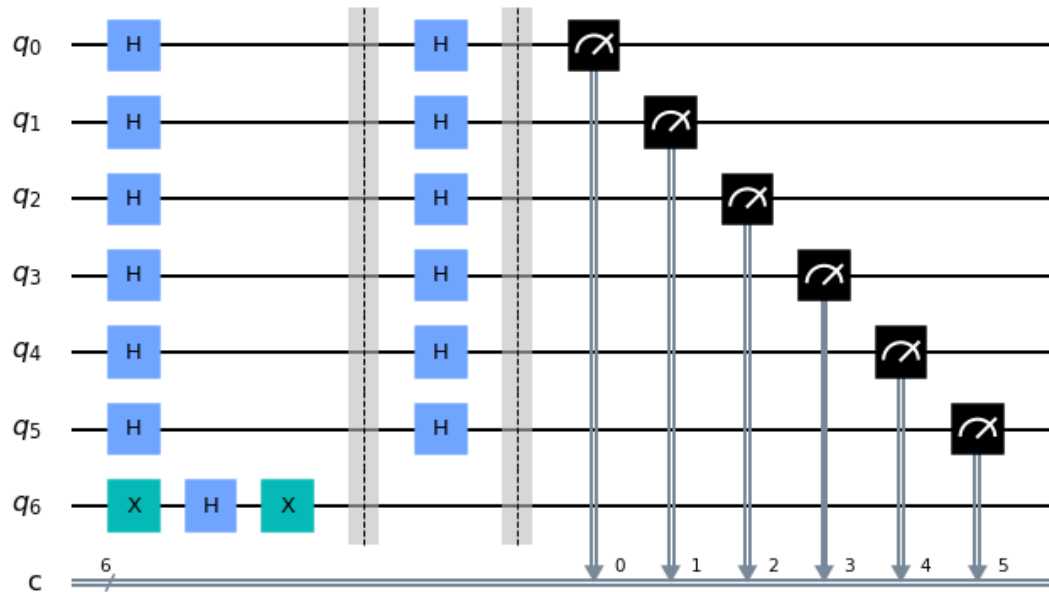 q0 H H
q1 H H
q2 H H
q3 H H
q4 H H
q5 H H
q6 X H X
c 6 0 1 2 3 4 5